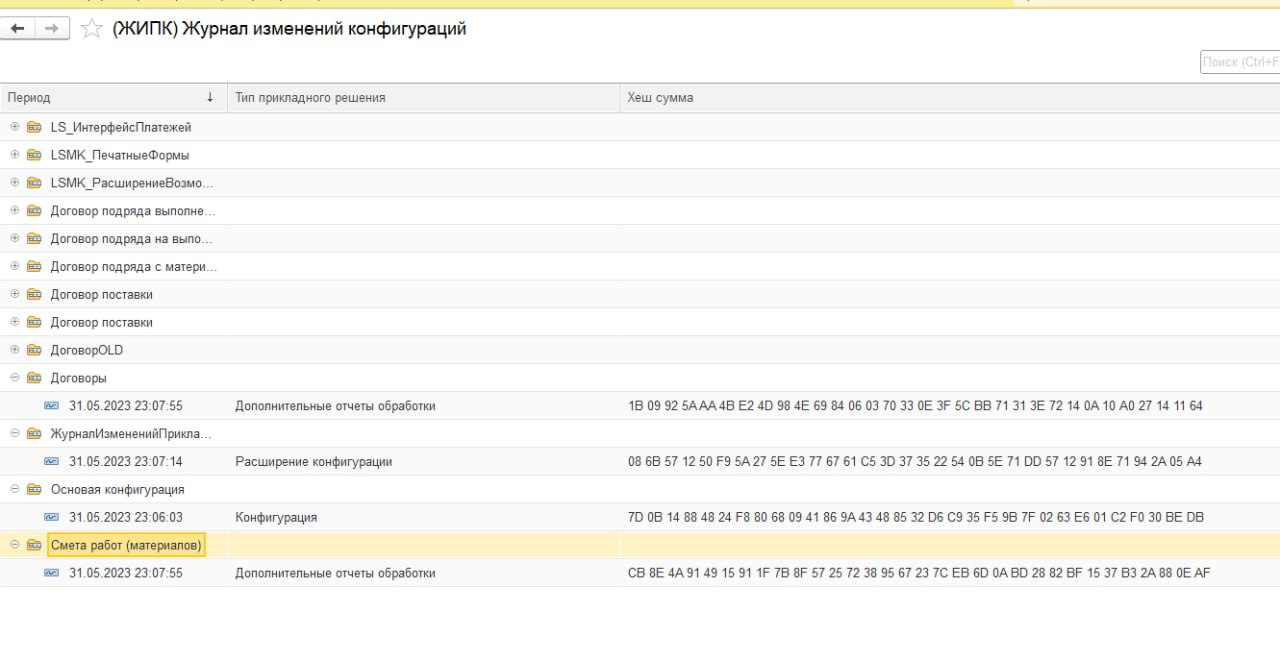 (ЖИПК) Журнал изменений конфигураций
Поиск (Ctrl+F
Период ↓ Тип прикладного решения Хеш сумма
LS_ИнтерфейсПлатежей
LSMK_ПечатныеФормы
LSMK_РасширениеВозмо...
Договор подряда выполне...
Договор подряда на выпо...
Договор подряда с матери...
Договор поставки
Договор поставки
ДоговорOLD
Договоры
31.05.2023 23:07:55 Дополнительные отчеты обработки 1B 09 92 5A AA 4B E2 4D 98 4E 69 84 06 03 70 33 0E 3F 5C BB 71 31 3E 72 14 0A 10 A0 27 14 11 64
ЖурналИзмененийПрикла...
31.05.2023 23:07:14 Расширение конфигурации 08 6B 57 12 50 F9 5A 27 5E E3 77 67 61 C5 3D 37 35 22 54 0B 5E 71 DD 57 12 91 8E 71 94 2A 05 A4
Основая конфигурация
31.05.2023 23:06:03 Конфигурация 7D 0B 14 88 48 24 F8 80 68 09 41 86 9A 43 48 85 32 D6 C9 35 F5 9B 7F 02 63 E6 01 C2 F0 30 BE DB
Смета работ (материалов)
31.05.2023 23:07:55 Дополнительные отчеты обработки CB 8E 4A 91 49 15 91 1F 7B 8F 57 25 72 38 95 67 23 7C EB 6D 0A BD 28 82 BF 15 37 B3 2A 88 0E AF